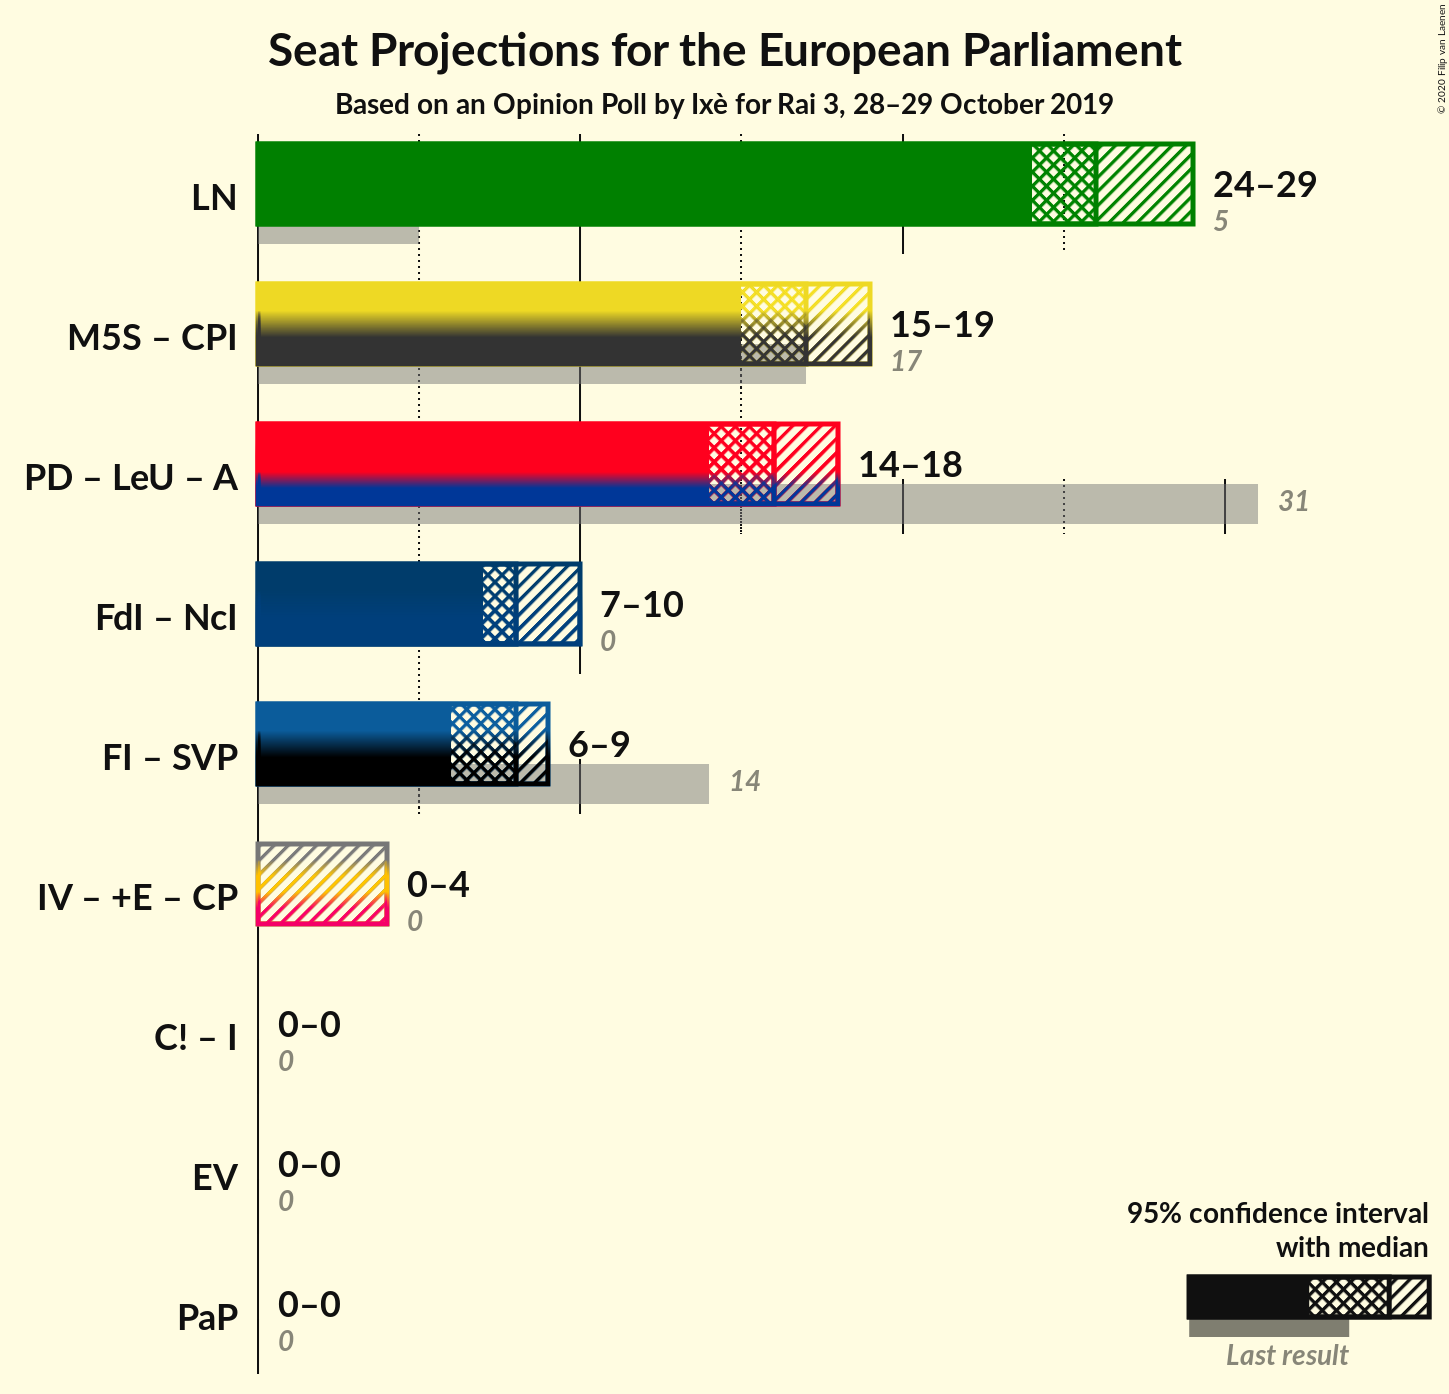 Seat Projections for the European Parliament
Based on an Opinion Poll by Ixè for Rai 3, 28–29 October 2019
© 2020 Filip van Laenen
LN
24–29
5
M5S – CPI
15–19
17
PD – LeU – A
14–18
31
FdI – NcI
7–10
0
FI – SVP
6–9
14
IV – +E – CP
0–4
0
C! – I
0–0
0
EV
0–0
0
PaP
0–0
0
95% confidence interval
with median
Last result